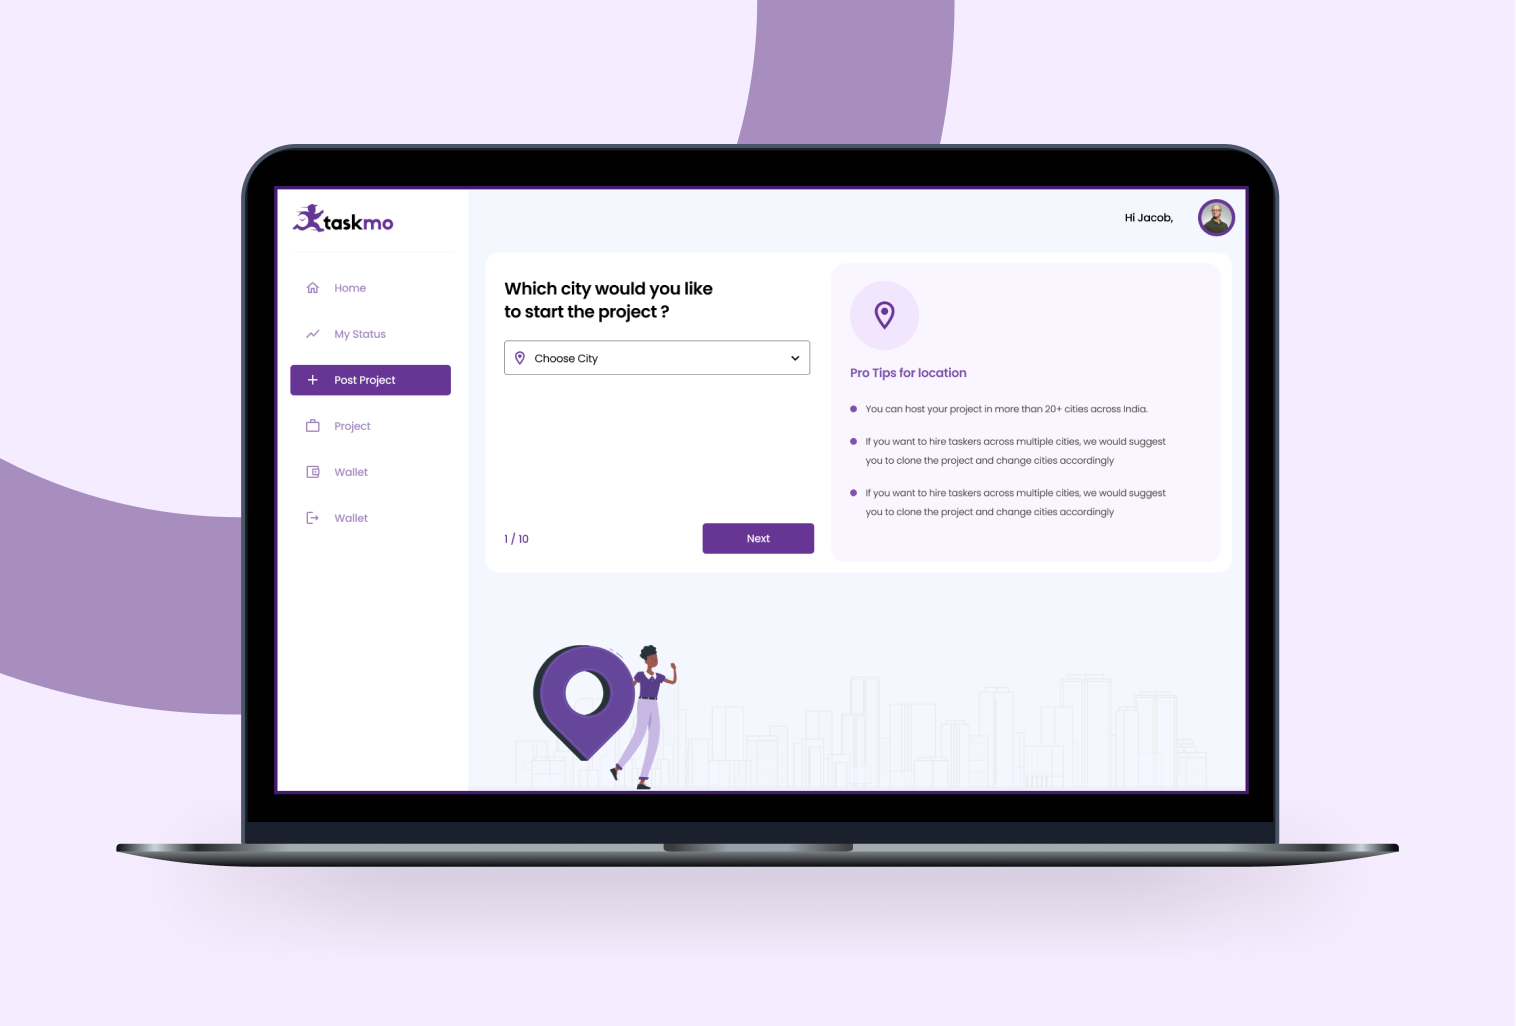 taskmo
Hi Jacob,
Home
My Status
Post Project
Project
Wallet
Wallet
Which city would you like
to start the project ?
Choose City
1 / 10
Next
Pro Tips for location
You can host your project in more than 20+ cities across India.
If you want to hire taskers across multiple cities, we would suggest
you to clone the project and change cities accordingly
If you want to hire taskers across multiple cities, we would suggest
you to clone the project and change cities accordingly